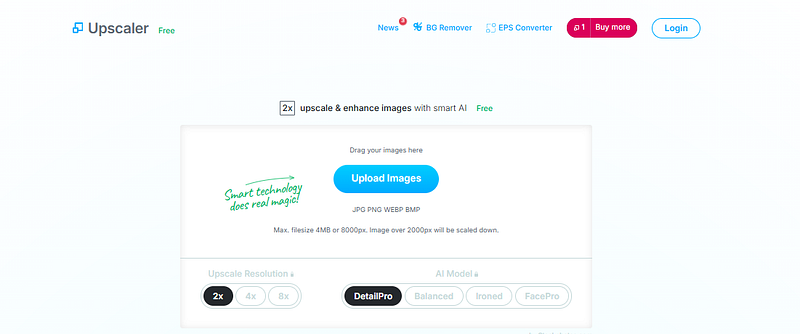 Upscaler Free
News 3 BG Remover EPS Converter 1 Buy more Login
2x upscale & enhance images with smart AI Free
Drag your images here
Upload Images
Smart technology
does real magic!
JPG PNG WEBP BMP
Max. filesize 4MB or 8000px. Image over 2000px will be scaled down.
Upscale Resolution AI Model
2x 4x 8x DetailPro Balanced Ironed FacePro